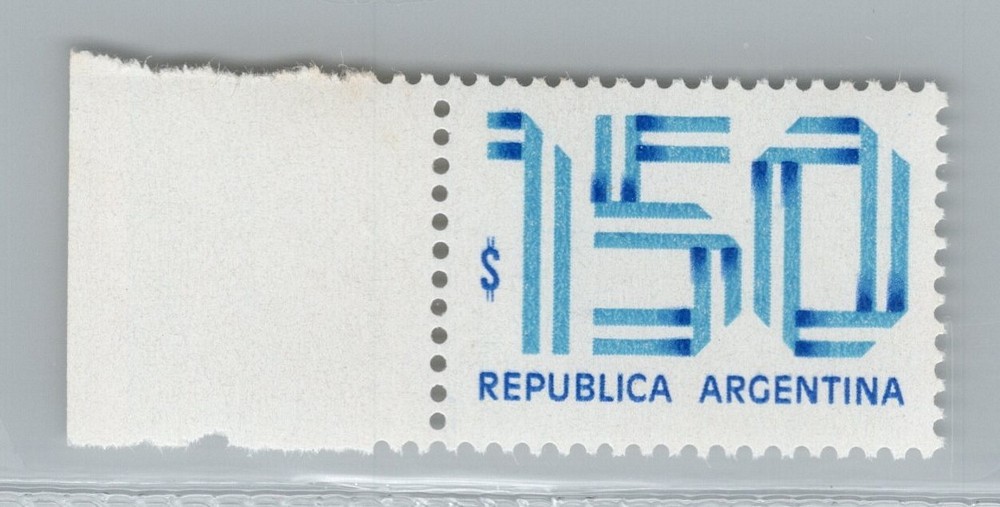 $ 150
REPUBLICA ARGENTINA